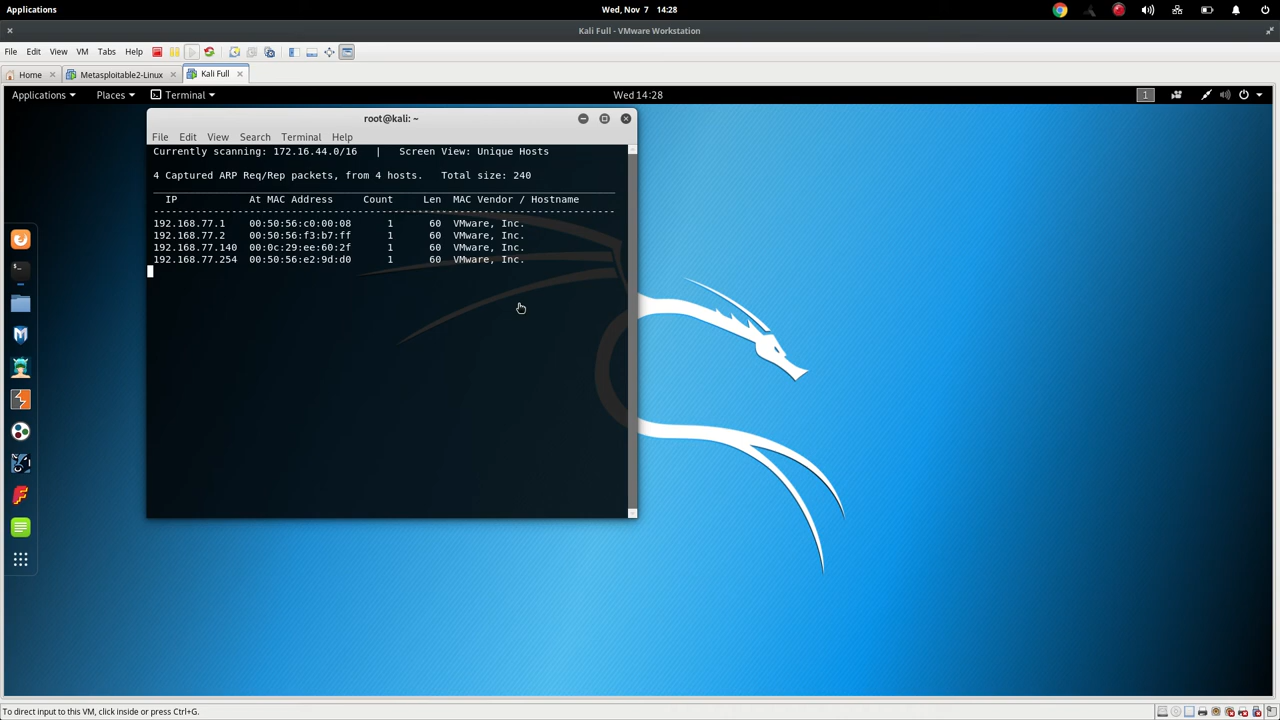 Applications
Wed, Nov 7 14:28
Kali Full - VMware Workstation
File Edit View VM Tabs Help
Home Metasploitable2-Linux Kali Full
Applications Places Terminal Wed 14:28 1
root@kali: ~
File Edit View Search Terminal Help
Currently scanning: 172.16.44.0/16 | Screen View: Unique Hosts
4 Captured ARP Req/Rep packets, from 4 hosts. Total size: 240
_____________________________________________________________________________
IP At MAC Address Count Len MAC Vendor / Hostname
-----------------------------------------------------------------------------
192.168.77.1 00:50:56:c0:00:08 1 60 VMware, Inc.
192.168.77.2 00:50:56:f3:b7:ff 1 60 VMware, Inc.
192.168.77.140 00:0c:29:ee:60:2f 1 60 VMware, Inc.
192.168.77.254 00:50:56:e2:9d:d0 1 60 VMware, Inc.
To direct input to this VM, click inside or press Ctrl+G.